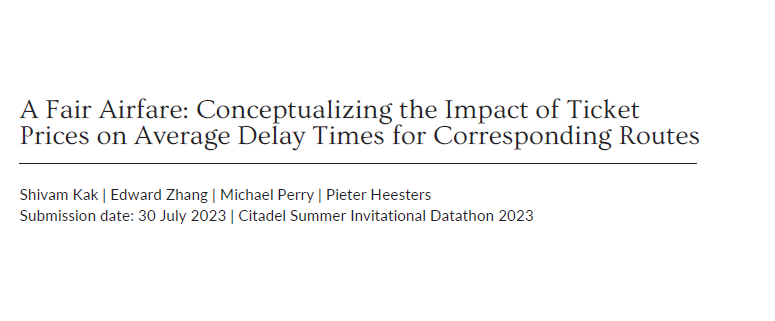 A Fair Airfare: Conceptualizing the Impact of Ticket
Prices on Average Delay Times for Corresponding Routes
Shivam Kak | Edward Zhang | Michael Perry | Pieter Heesters
Submission date: 30 July 2023 | Citadel Summer Invitational Datathon 2023